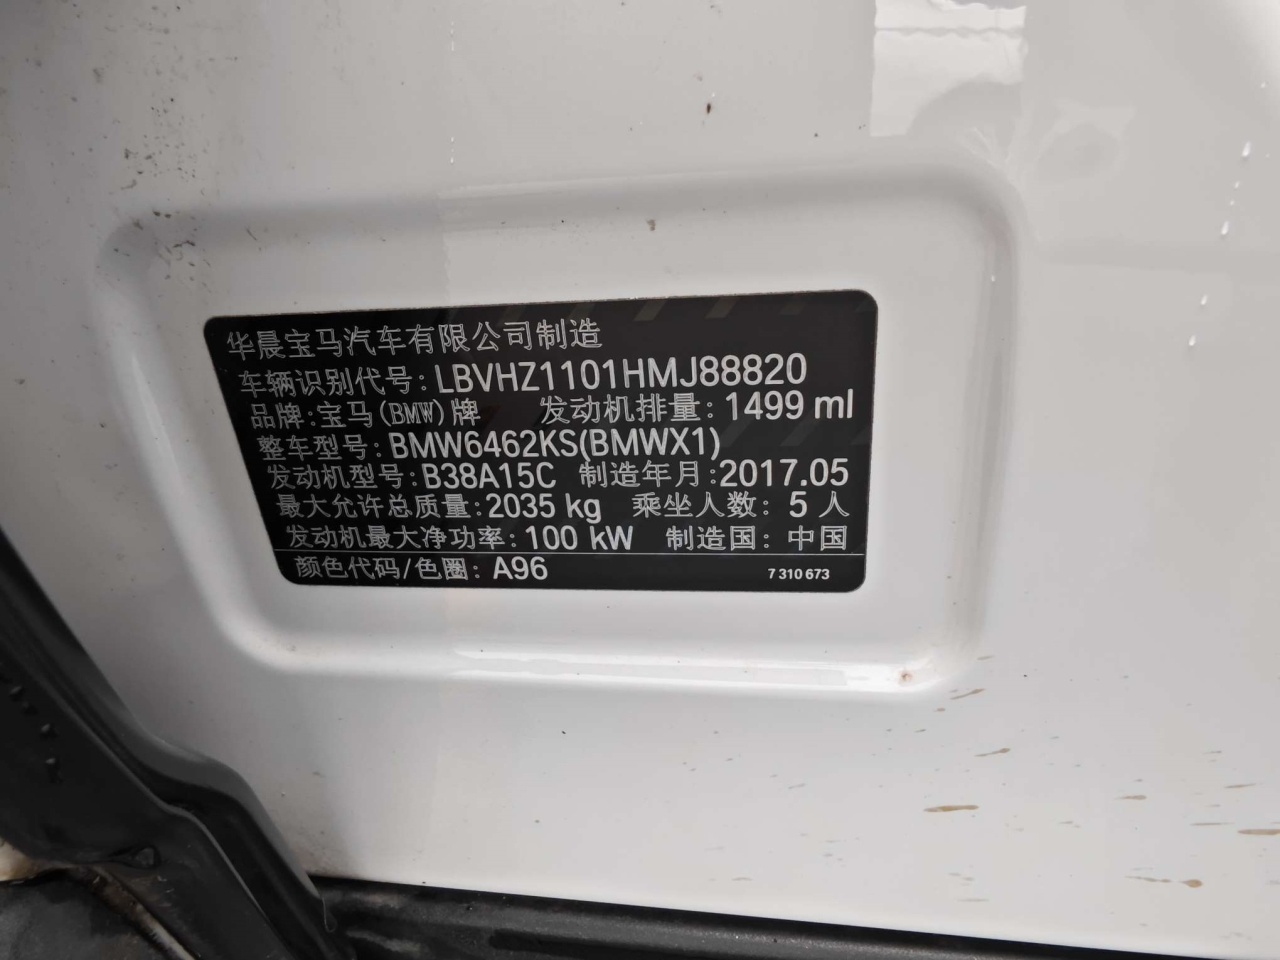 华晨宝马汽车有限公司制造
车辆识别代号: LBVHZ1101HMJ88820
品牌: 宝马(BMW)牌 发动机排量: 1499 ml
整车型号: BMW6462KS(BMWX1)
发动机型号: B38A15C 制造年月: 2017.05
最大允许总质量: 2035 kg 乘坐人数: 5 人
发动机最大净功率: 100 kW 制造国: 中国
颜色代码/色圈: A96 7 310 673